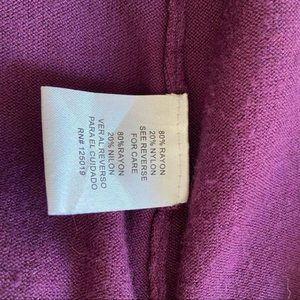 80% RAYON
20% NYLON
SEE REVERSE
FOR CARE
80% RAYON
20% NILON
VER AL REVERSO
PARA EL CUIDADO
RN# 125019